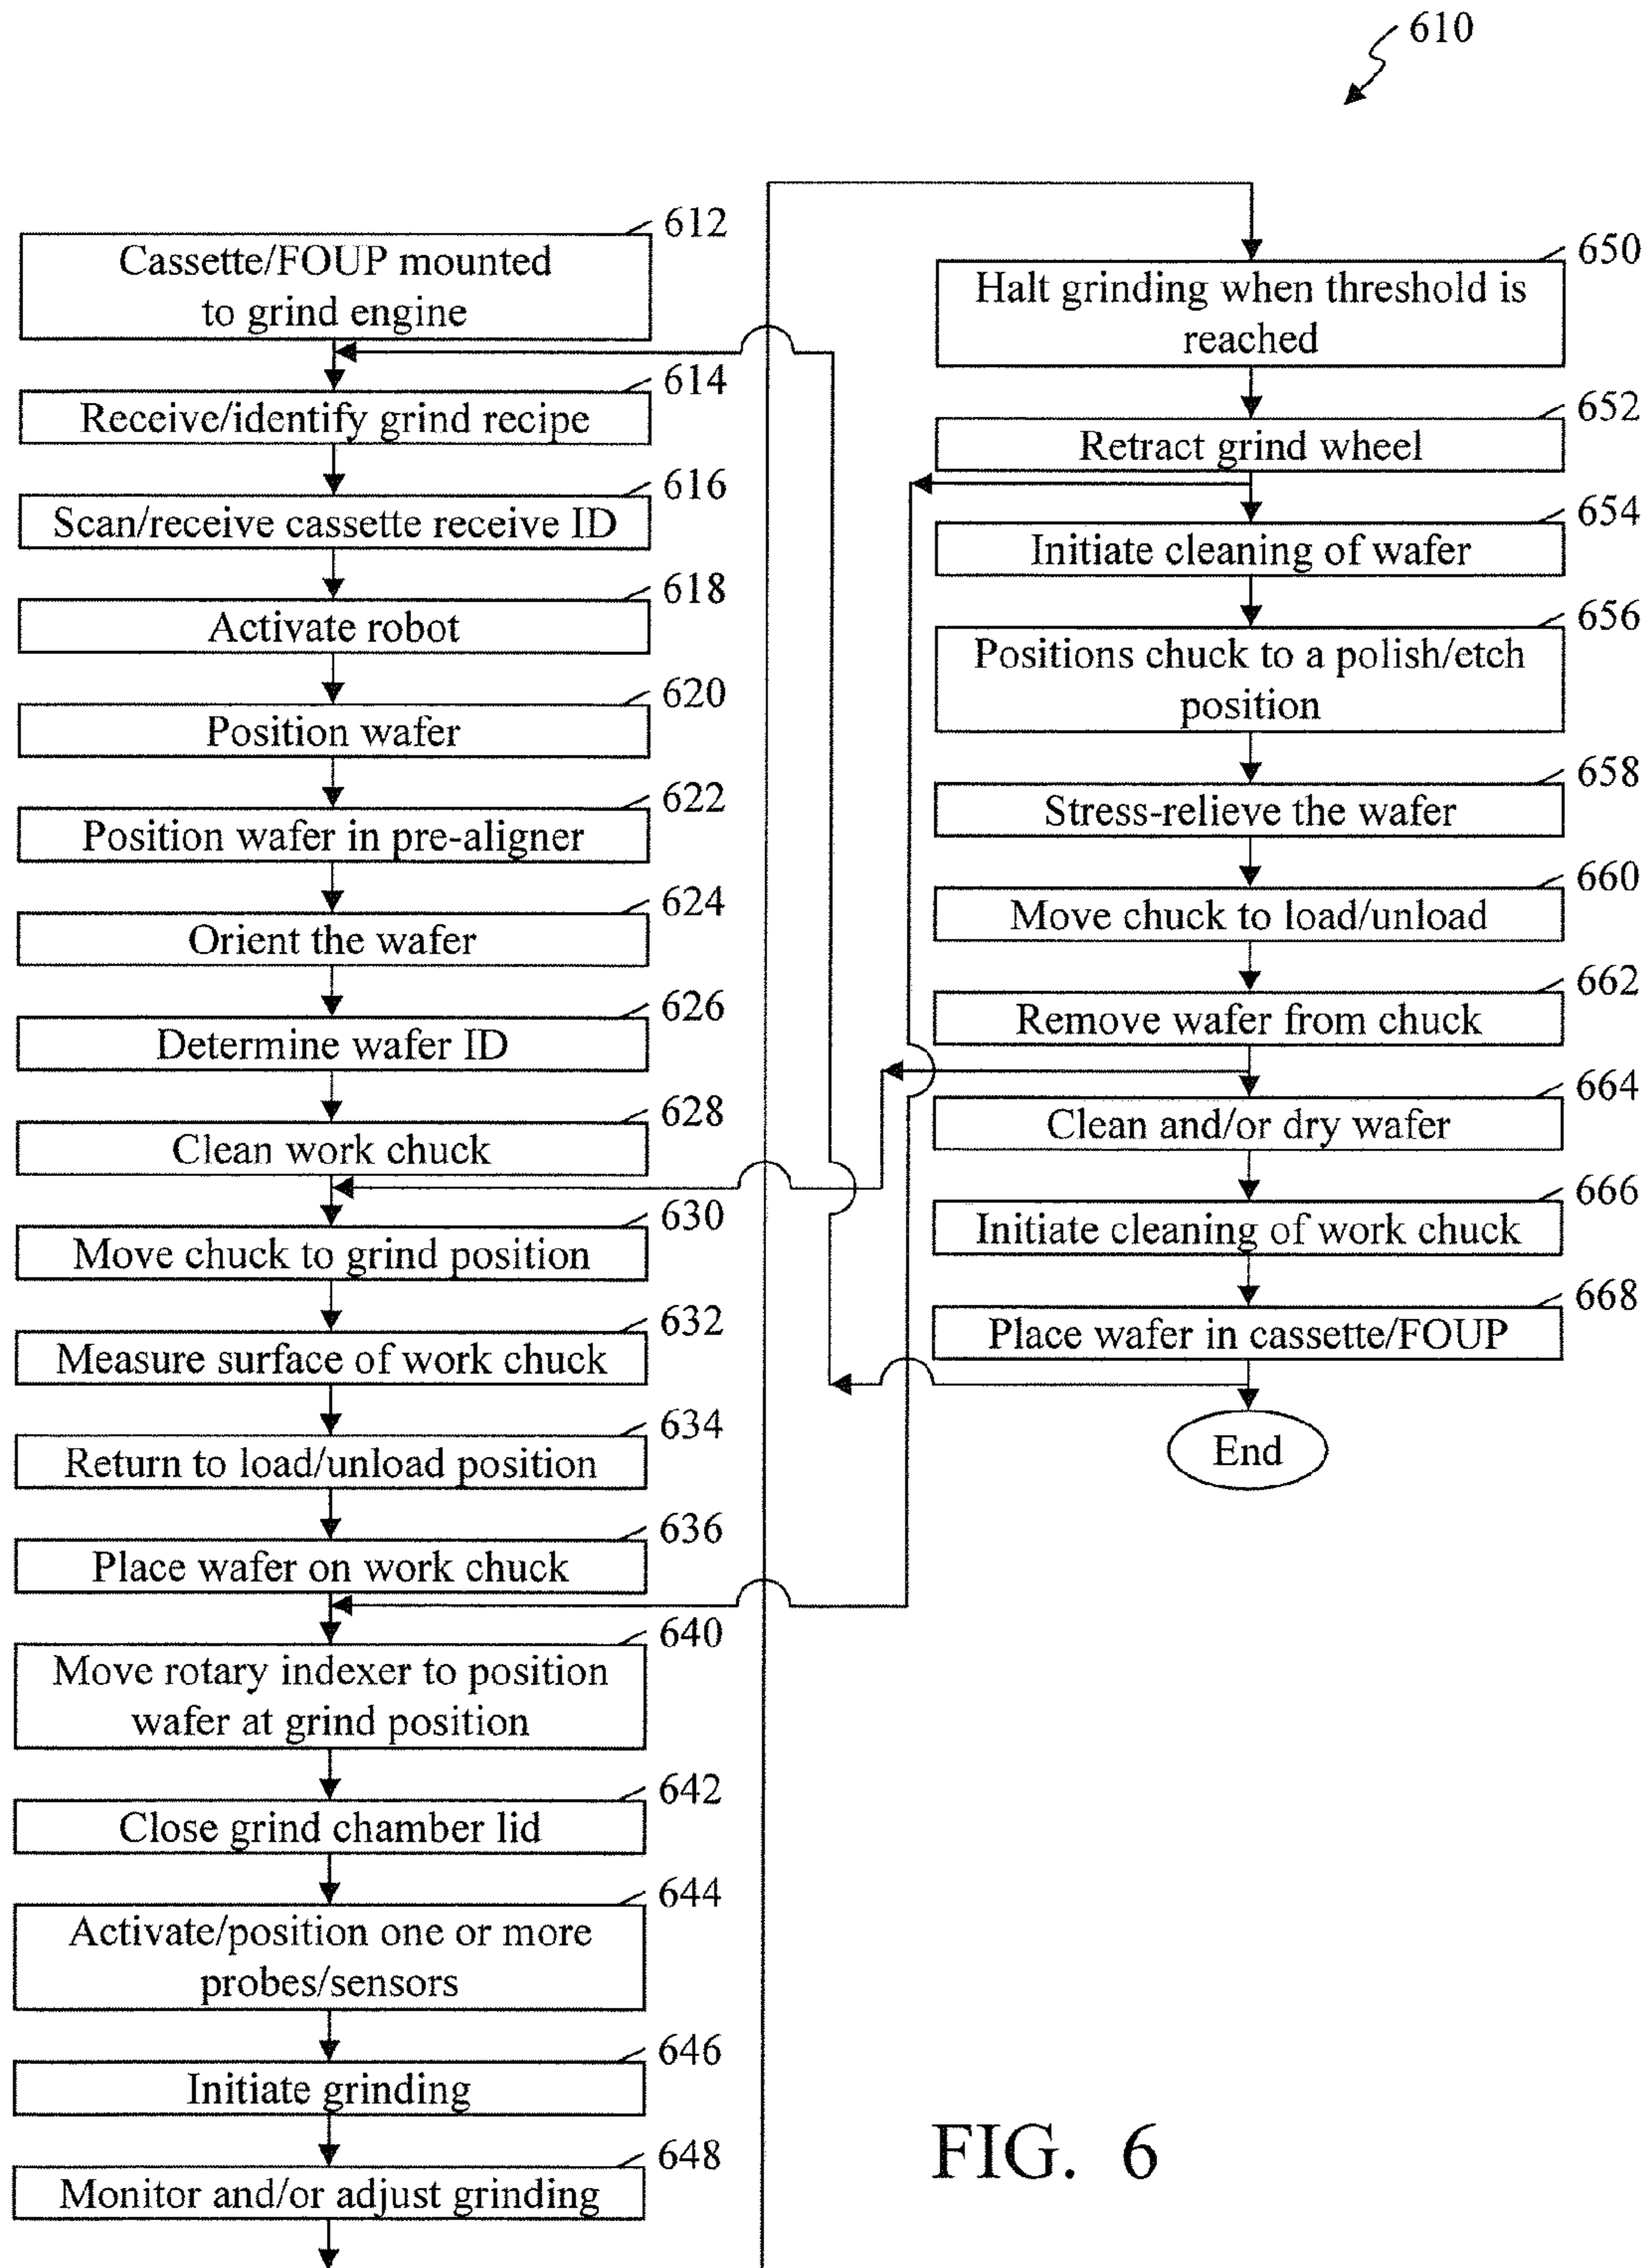 610
612
Cassette/FOUP mounted
to grind engine
614
Receive/identify grind recipe
616
Scan/receive cassette receive ID
618
Activate robot
620
Position wafer
622
Position wafer in pre-aligner
624
Orient the wafer
626
Determine wafer ID
628
Clean work chuck
630
Move chuck to grind position
632
Measure surface of work chuck
634
Return to load/unload position
636
Place wafer on work chuck
640
Move rotary indexer to position
wafer at grind position
642
Close grind chamber lid
644
Activate/position one or more
probes/sensors
646
Initiate grinding
648
Monitor and/or adjust grinding
650
Halt grinding when threshold is
reached
652
Retract grind wheel
654
Initiate cleaning of wafer
656
Positions chuck to a polish/etch
position
658
Stress-relieve the wafer
660
Move chuck to load/unload
662
Remove wafer from chuck
664
Clean and/or dry wafer
666
Initiate cleaning of work chuck
668
Place wafer in cassette/FOUP
End
FIG. 6